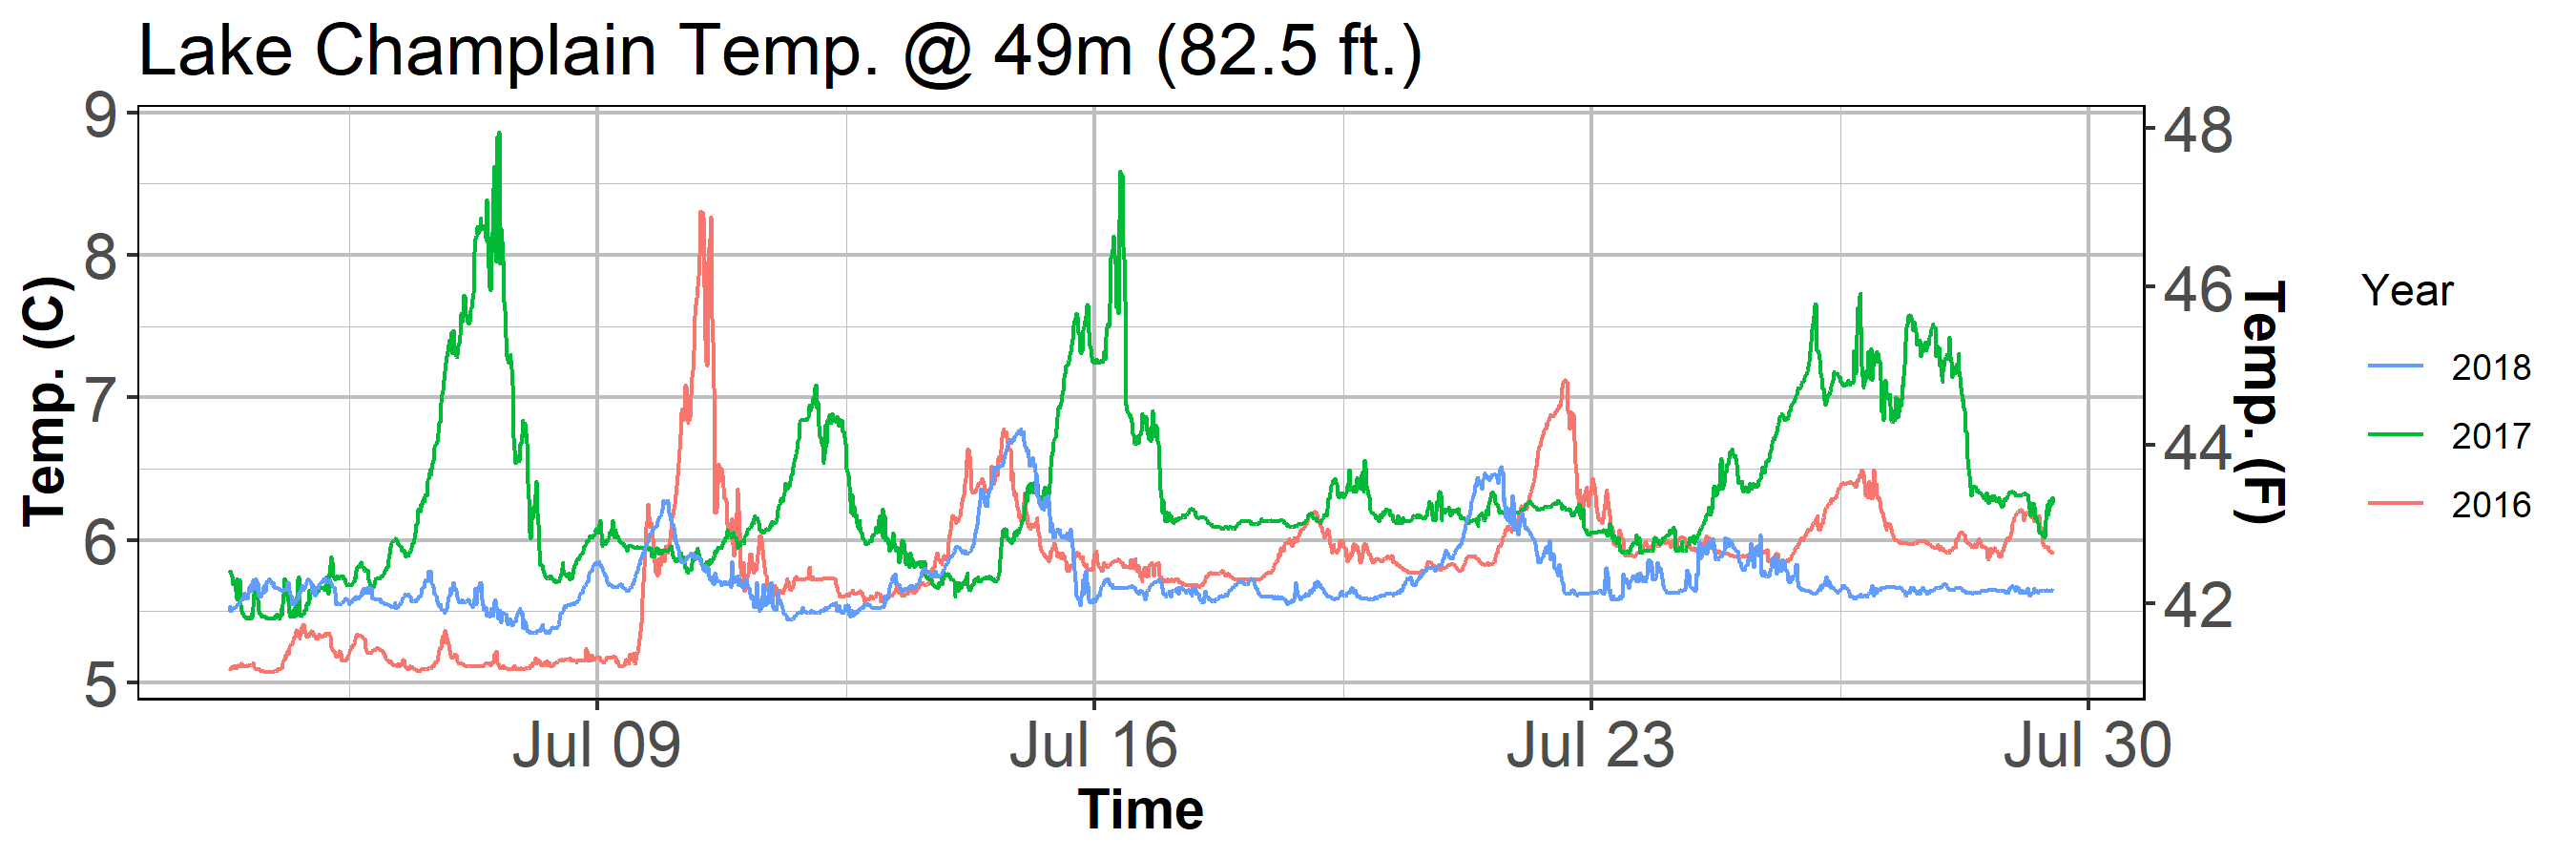 Lake Champlain Temp. @ 49m (82.5 ft.)
9
8
7
6
5
Temp. (C)
48
46
44
42
Temp. (F)
Jul 09
Jul 16
Jul 23
Jul 30
Time
Year
2018
2017
2016